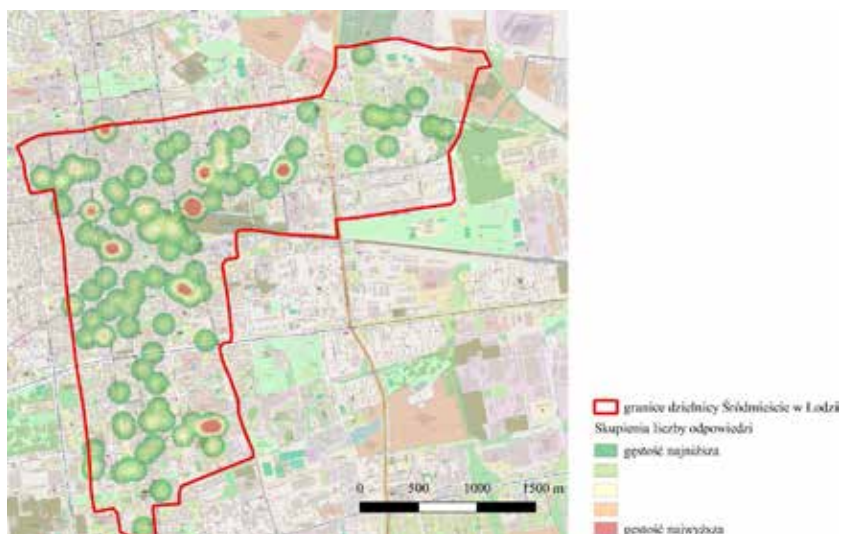 0 500 1000 1500 m
granice dzielnicy Śródmieście w Łodzi
Skupienia liczby odpowiedzi
gęstość najniższa
gęstość najwyższa